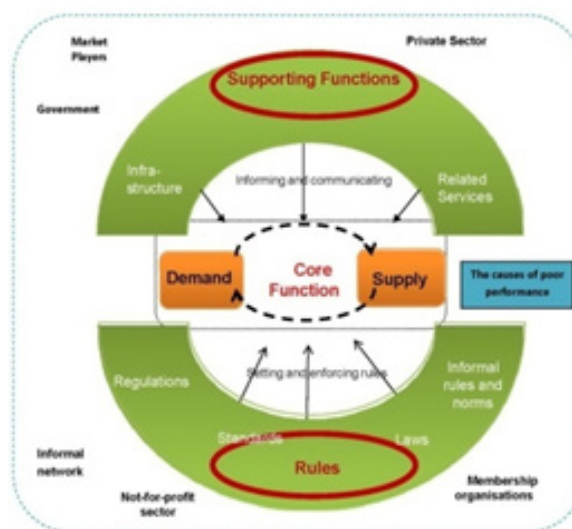 Market
Players
Private Sector
Supporting Functions
Government
Infra-
structure
Informing and communicating
Related
Services
Demand
Core
Function
Supply
The causes of poor
performance
Regulations
Setting and enforcing rules
Informal
rules and
norms
Standards
Laws
Informal
network
Rules
Not-for-profit
sector
Membership
organisations